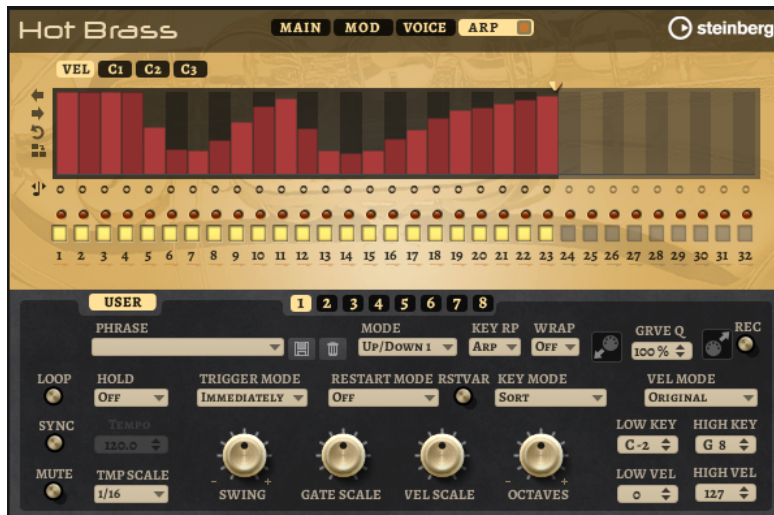 Hot Brass MAIN MOD VOICE ARP steinberg
VEL C1 C2 C3
1 2 3 4 5 6 7 8 9 10 11 12 13 14 15 16 17 18 19 20 21 22 23 24 25 26 27 28 29 30 31 32
USER 1 2 3 4 5 6 7 8
PHRASE MODE KEY RP WRAP GRVE Q REC
UP/DOWN 1 ARP OFF 100 %
LOOP HOLD TRIGGER MODE RESTART MODE RSTVAR KEY MODE VEL MODE
OFF IMMEDIATELY OFF SORT ORIGINAL
SYNC TEMPO LOW KEY HIGH KEY
120.0 C -2 G 8
MUTE TMP SCALE LOW VEL HIGH VEL
1/16 - SWING + GATE SCALE VEL SCALE - OCTAVES + 0 127